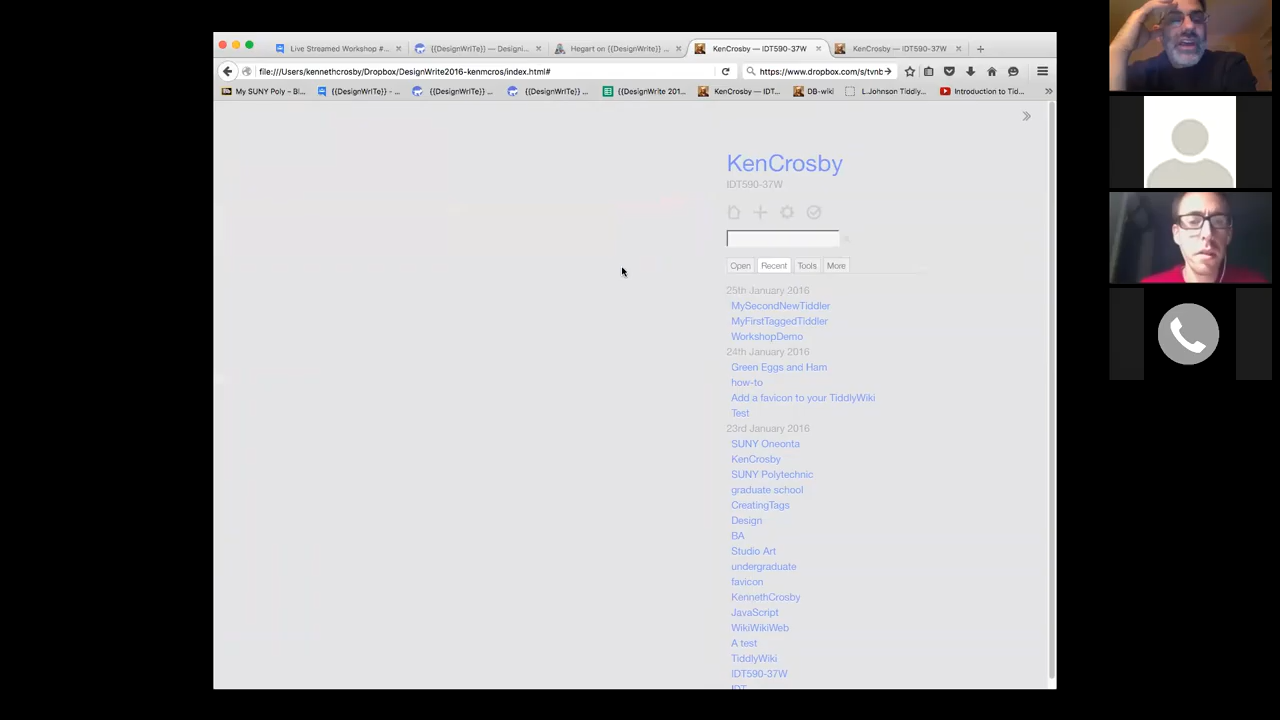 Live Streamed Workshop #...
{{DesignWriTe}} — Designi...
Hegart on {{DesignWrite}} ...
KenCrosby — IDT590-37W
KenCrosby — IDT590-37W
file:///Users/kennethcrosby/Dropbox/DesignWrite2016-kenmcros/index.html#
https://www.dropbox.com/s/tvnb
My SUNY Poly – Bl...
{{DesignWriTe}} - ...
{{DesignWriTe}} ...
{{DesignWriTe}} ...
{{DesignWrite 201...
KenCrosby — IDT...
DB-wiki
L.Johnson Tiddly...
Introduction to Tid...
KenCrosby
IDT590-37W
Open
Recent
Tools
More
25th January 2016
MySecondNewTiddler
MyFirstTaggedTiddler
WorkshopDemo
24th January 2016
Green Eggs and Ham
how-to
Add a favicon to your TiddlyWiki
Test
23rd January 2016
SUNY Oneonta
KenCrosby
SUNY Polytechnic
graduate school
CreatingTags
Design
BA
Studio Art
undergraduate
favicon
KennethCrosby
JavaScript
WikiWikiWeb
A test
TiddlyWiki
IDT590-37W
IDT